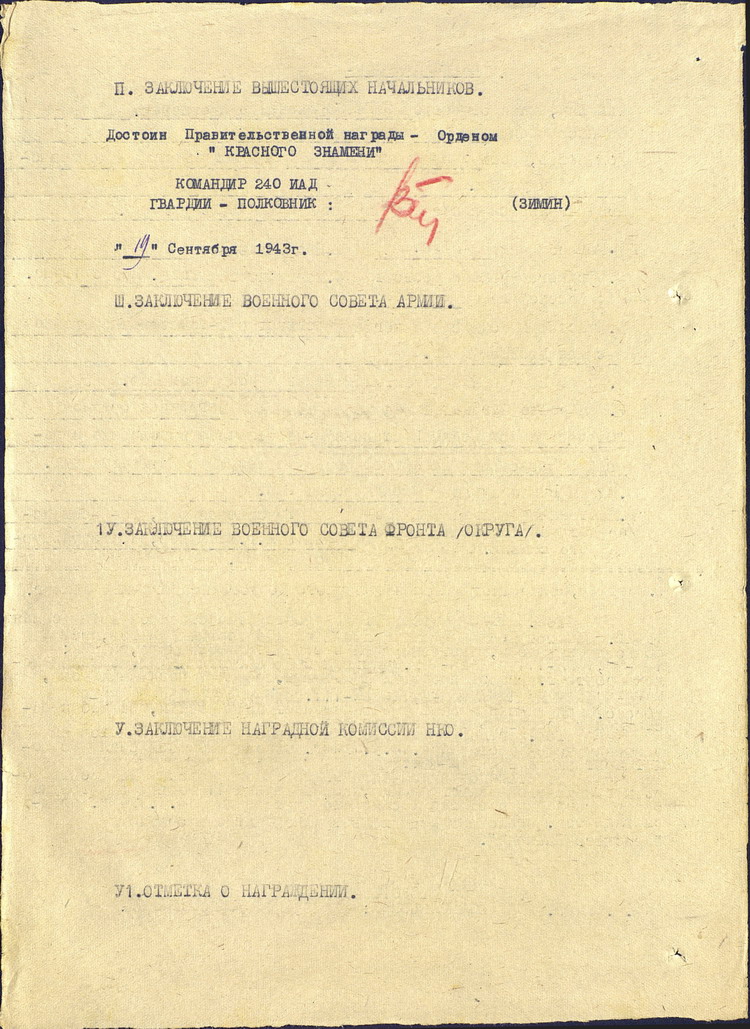 П. ЗАКЛЮЧЕНИЕ ВЫШЕСТОЯЩИХ НАЧАЛЬНИКОВ.
Достоин Правительственной награды - Орденом
" КРАСНОГО ЗНАМЕНИ"
КОМАНДИР 240 ИАД
ГВАРДИИ - ПОЛКОВНИК : (ЗИМИН)
"19" Сентября 1943г.
Ш.ЗАКЛЮЧЕНИЕ ВОЕННОГО СОВЕТА АРМИИ.
1У.ЗАКЛЮЧЕНИЕ ВОЕННОГО СОВЕТА ФРОНТА /ОКРУГА/.
У.ЗАКЛЮЧЕНИЕ НАГРАДНОЙ КОМИССИИ НКО.
У1.ОТМЕТКА О НАГРАЖДЕНИИ.